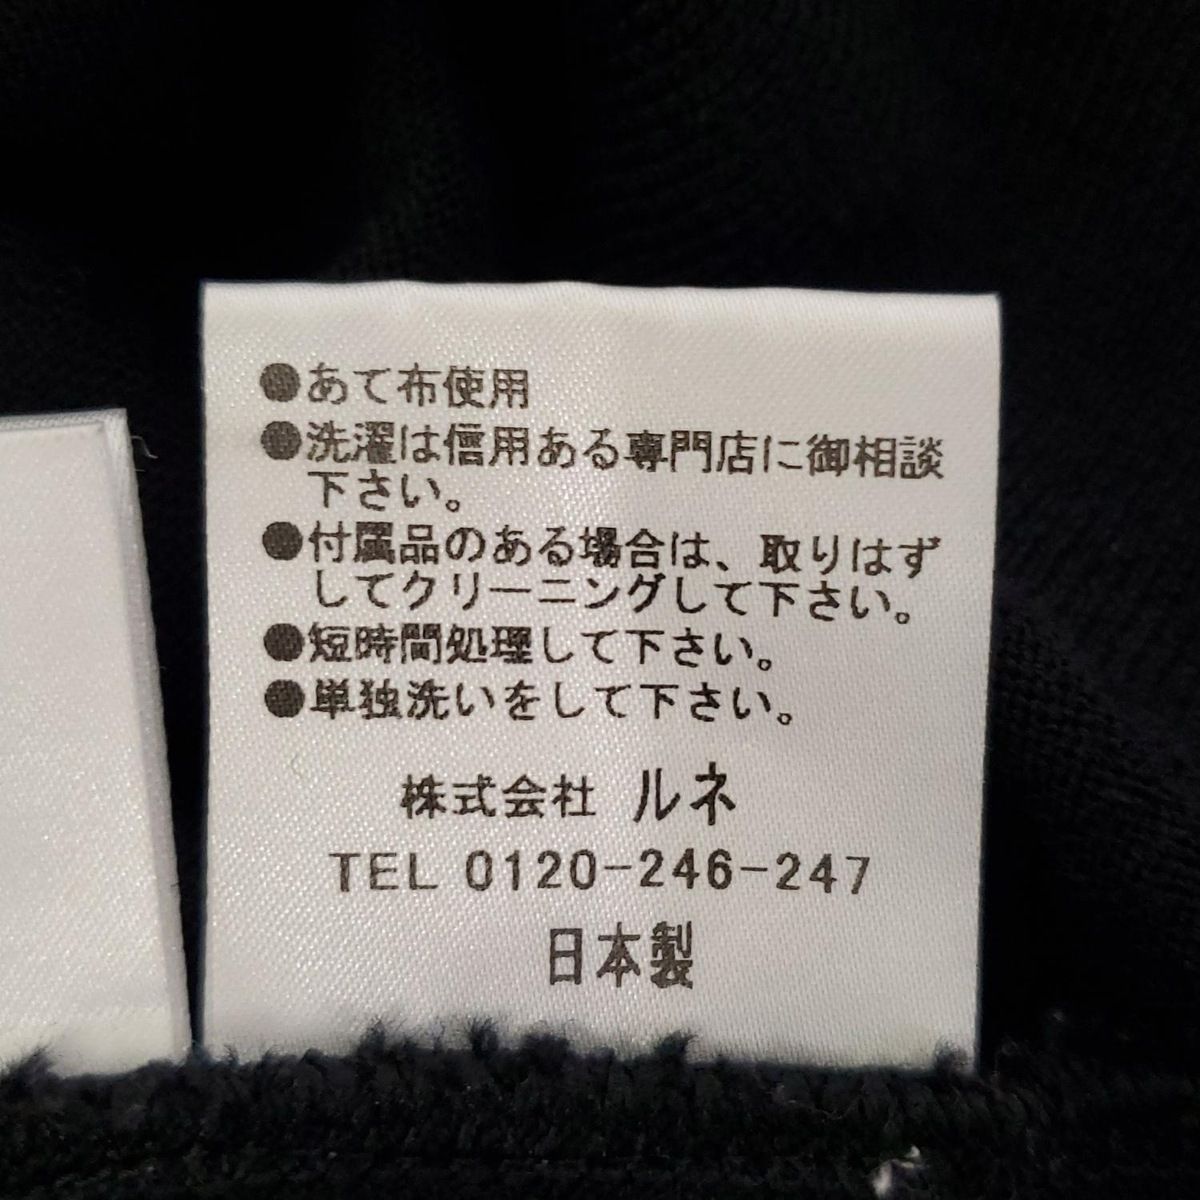 ●あて布使用
●洗濯は信用ある専門店に御相談
下さい。
●付属品のある場合は、取りはず
してクリーニングして下さい。
●短時間処理して下さい。
●単独洗いをして下さい。
株式会社 ルネ
TEL 0120-246-247
日本製